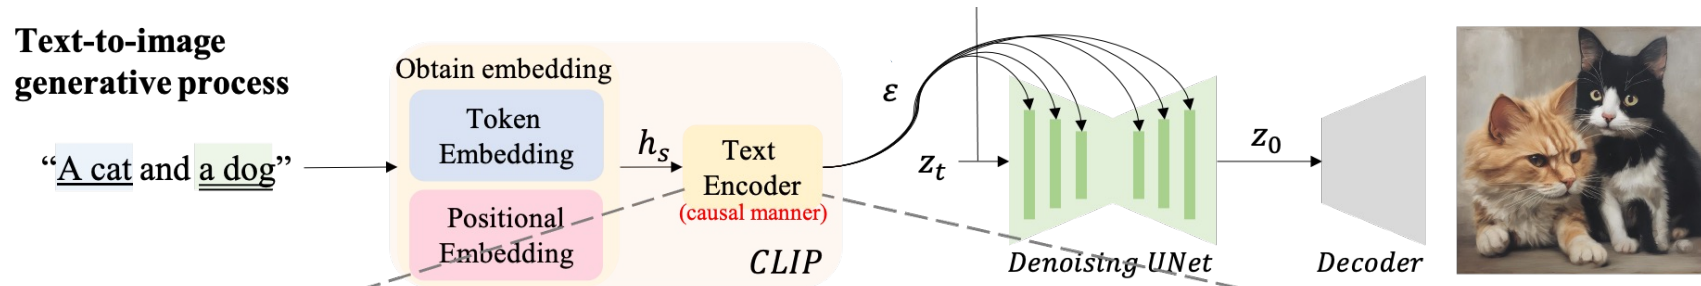 Text-to-image
generative process
“A cat and a dog”
Obtain embedding
Token
Embedding
Positional
Embedding
h_s
Text
Encoder
(causal manner)
CLIP
ε
z_t
Denoising UNet
z_0
Decoder